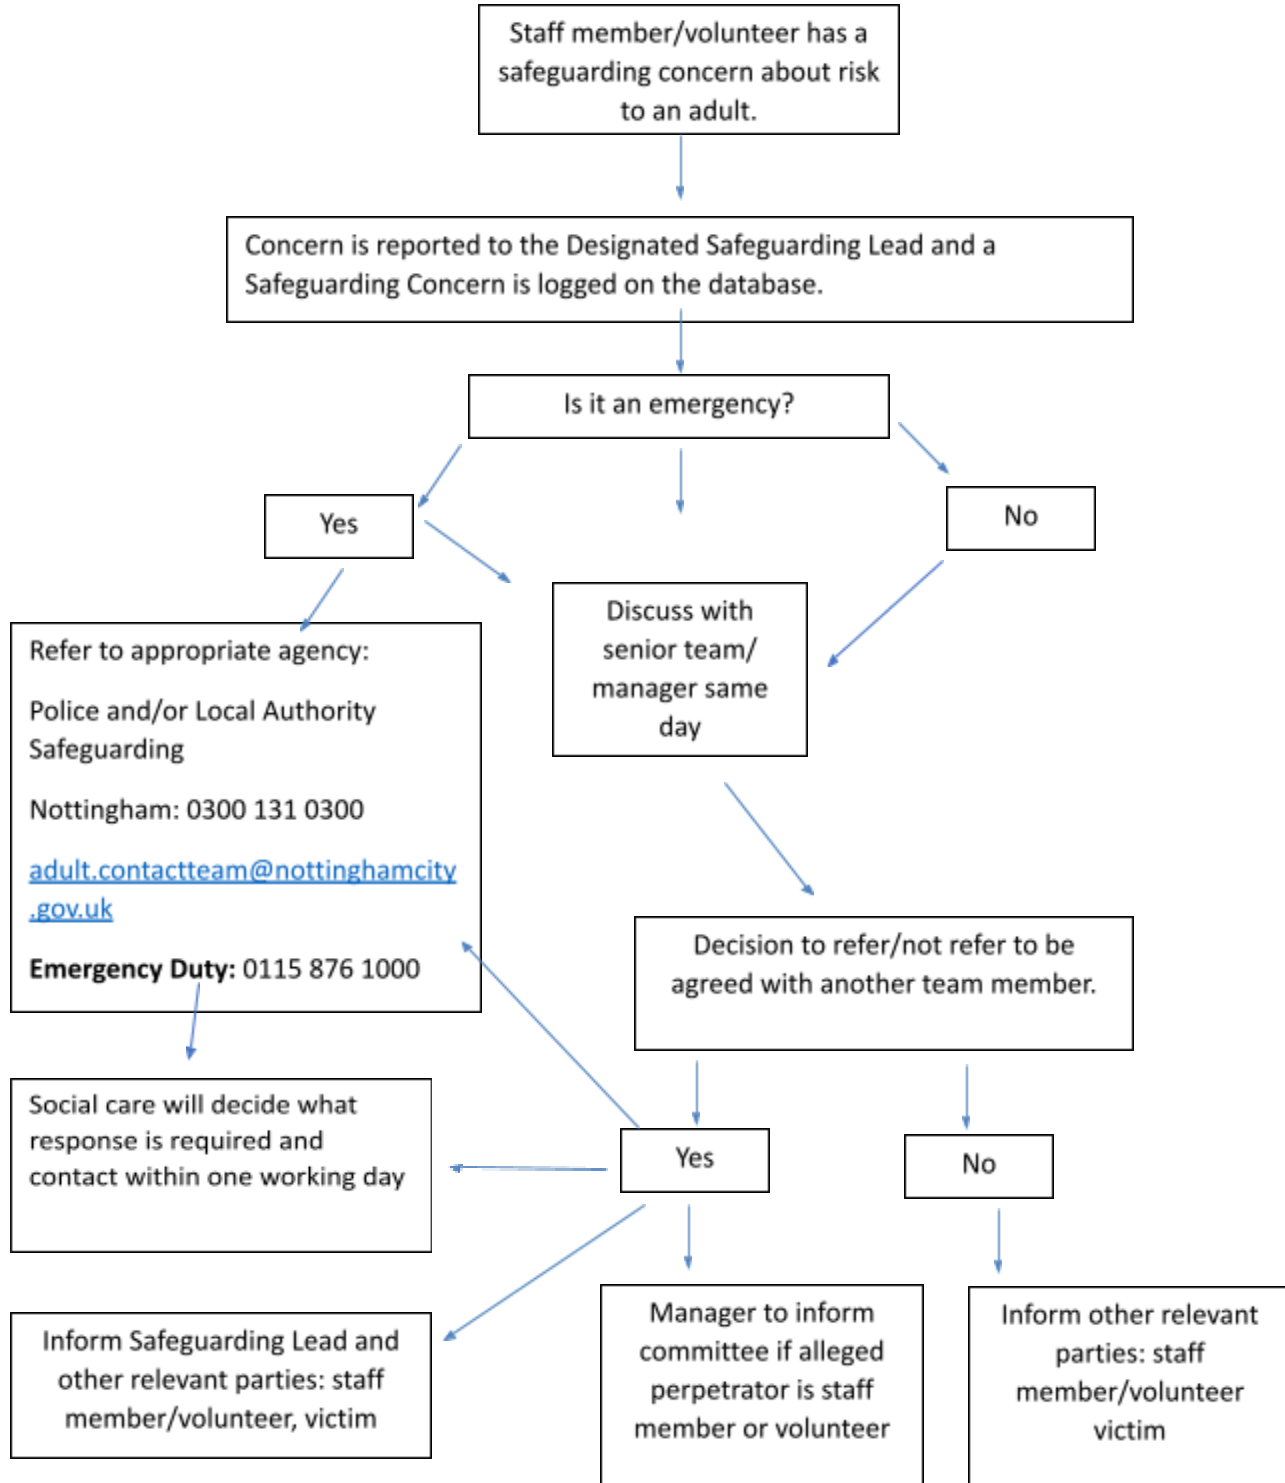 Staff member/volunteer has a
safeguarding concern about risk
to an adult.
Concern is reported to the Designated Safeguarding Lead and a
Safeguarding Concern is logged on the database.
Is it an emergency?
Yes
No
Discuss with
senior team/
manager same
day
Refer to appropriate agency:
Police and/or Local Authority
Safeguarding
Nottingham: 0300 131 0300
adult.contactteam@nottinghamcity
.gov.uk
Emergency Duty: 0115 876 1000
Decision to refer/not refer to be
agreed with another team member.
Social care will decide what
response is required and
contact within one working day
Yes
No
Inform Safeguarding Lead and
other relevant parties: staff
member/volunteer, victim
Manager to inform
committee if alleged
perpetrator is staff
member or volunteer
Inform other relevant
parties: staff
member/volunteer
victim